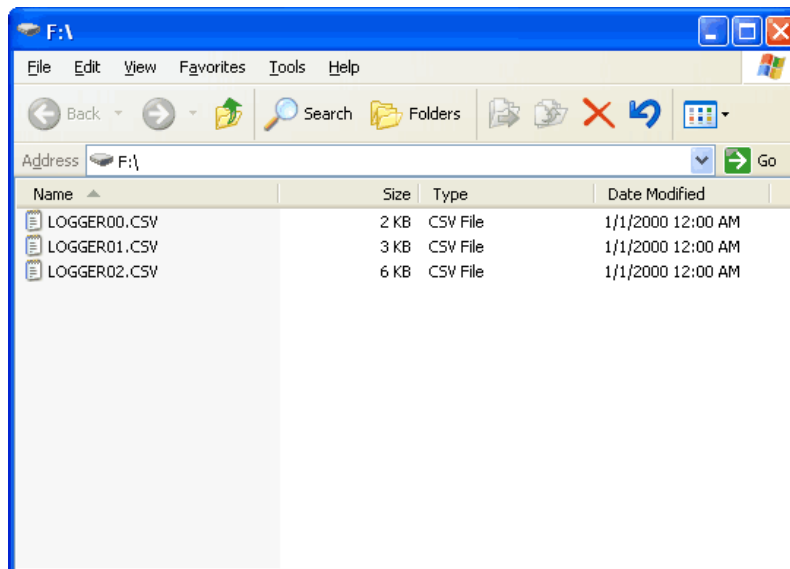 F:\
File Edit View Favorites Tools Help
Back Search Folders
Address F:\ Go
Name Size Type Date Modified
LOGGER00.CSV 2 KB CSV File 1/1/2000 12:00 AM
LOGGER01.CSV 3 KB CSV File 1/1/2000 12:00 AM
LOGGER02.CSV 6 KB CSV File 1/1/2000 12:00 AM